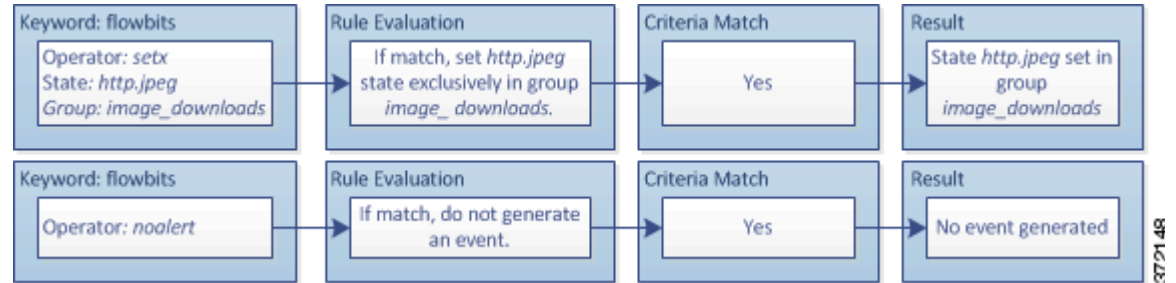 Keyword: flowbits
Operator: setx
State: http.jpeg
Group: image_downloads
Rule Evaluation
If match, set http.jpeg
state exclusively in group
image_ downloads.
Criteria Match
Yes
Result
State http.jpeg set in
group
image_downloads
Keyword: flowbits
Operator: noalert
Rule Evaluation
If match, do not generate
an event.
Criteria Match
Yes
Result
No event generated
372148